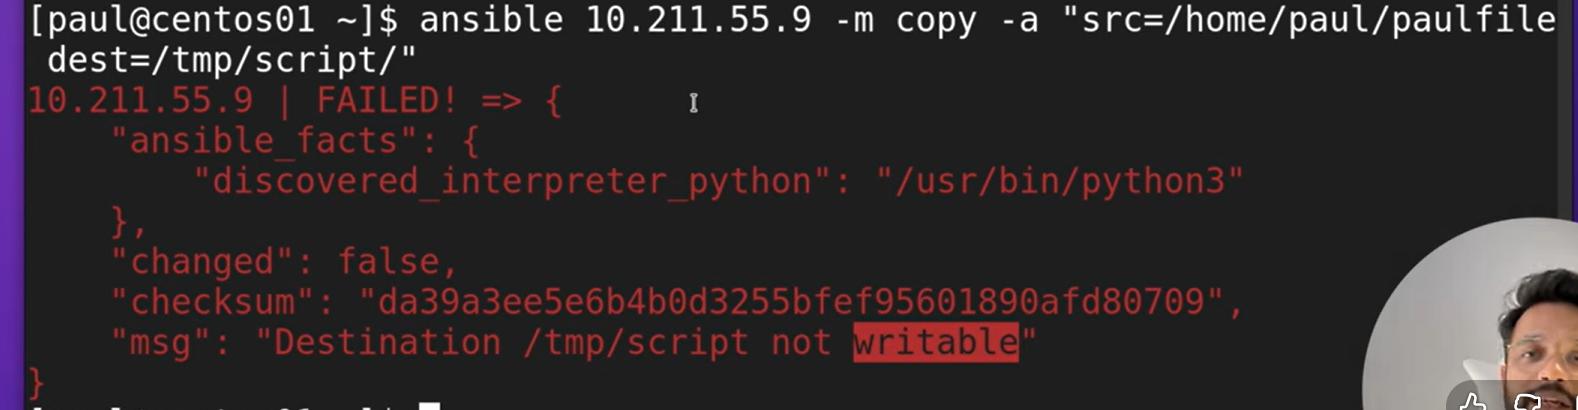 [paul@centos01 ~]$ ansible 10.211.55.9 -m copy -a "src=/home/paul/paulfile
dest=/tmp/script/"
10.211.55.9 | FAILED! => {
"ansible_facts": {
"discovered_interpreter_python": "/usr/bin/python3"
},
"changed": false,
"checksum": "da39a3ee5e6b4b0d3255bfef95601890afd80709",
"msg": "Destination /tmp/script not writable"
}